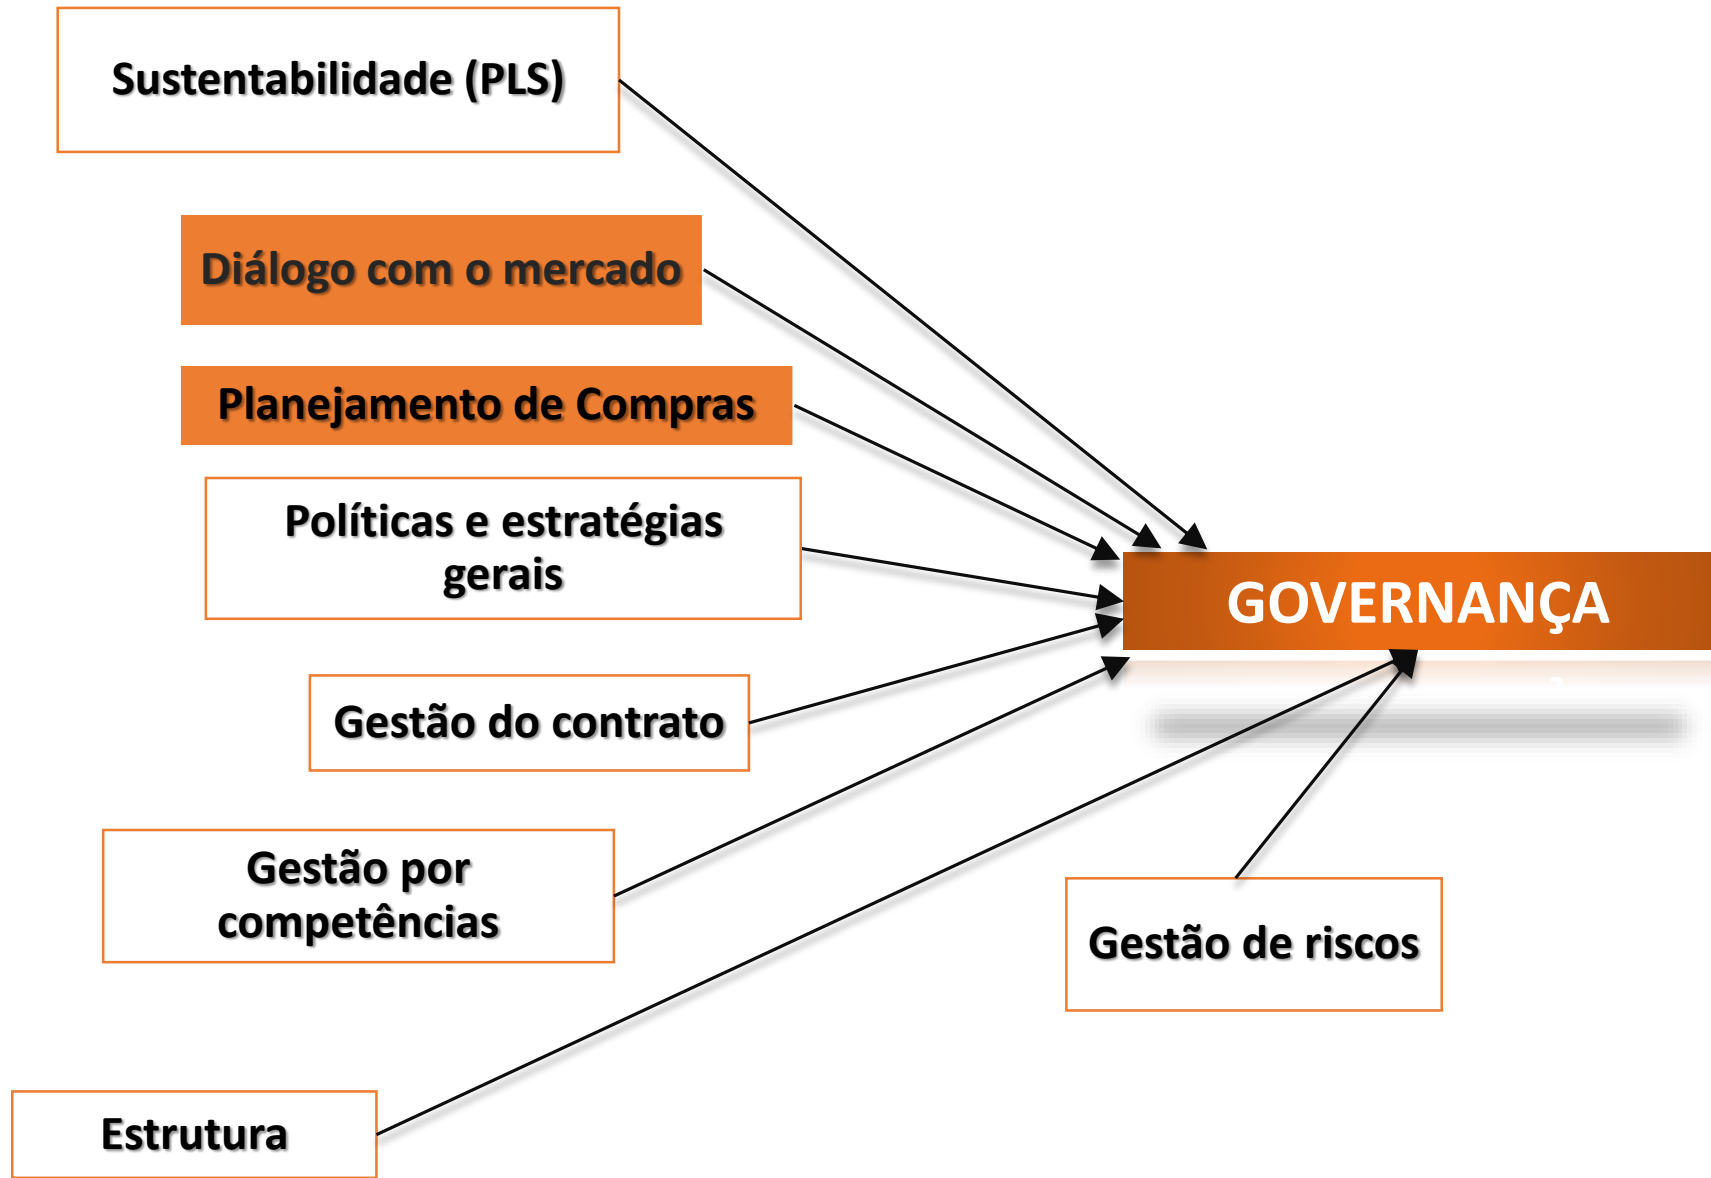 Sustentabilidade (PLS)
Diálogo com o mercado
Planejamento de Compras
Políticas e estratégias
gerais
GOVERNANÇA
Gestão do contrato
Gestão por
competências
Gestão de riscos
Estrutura